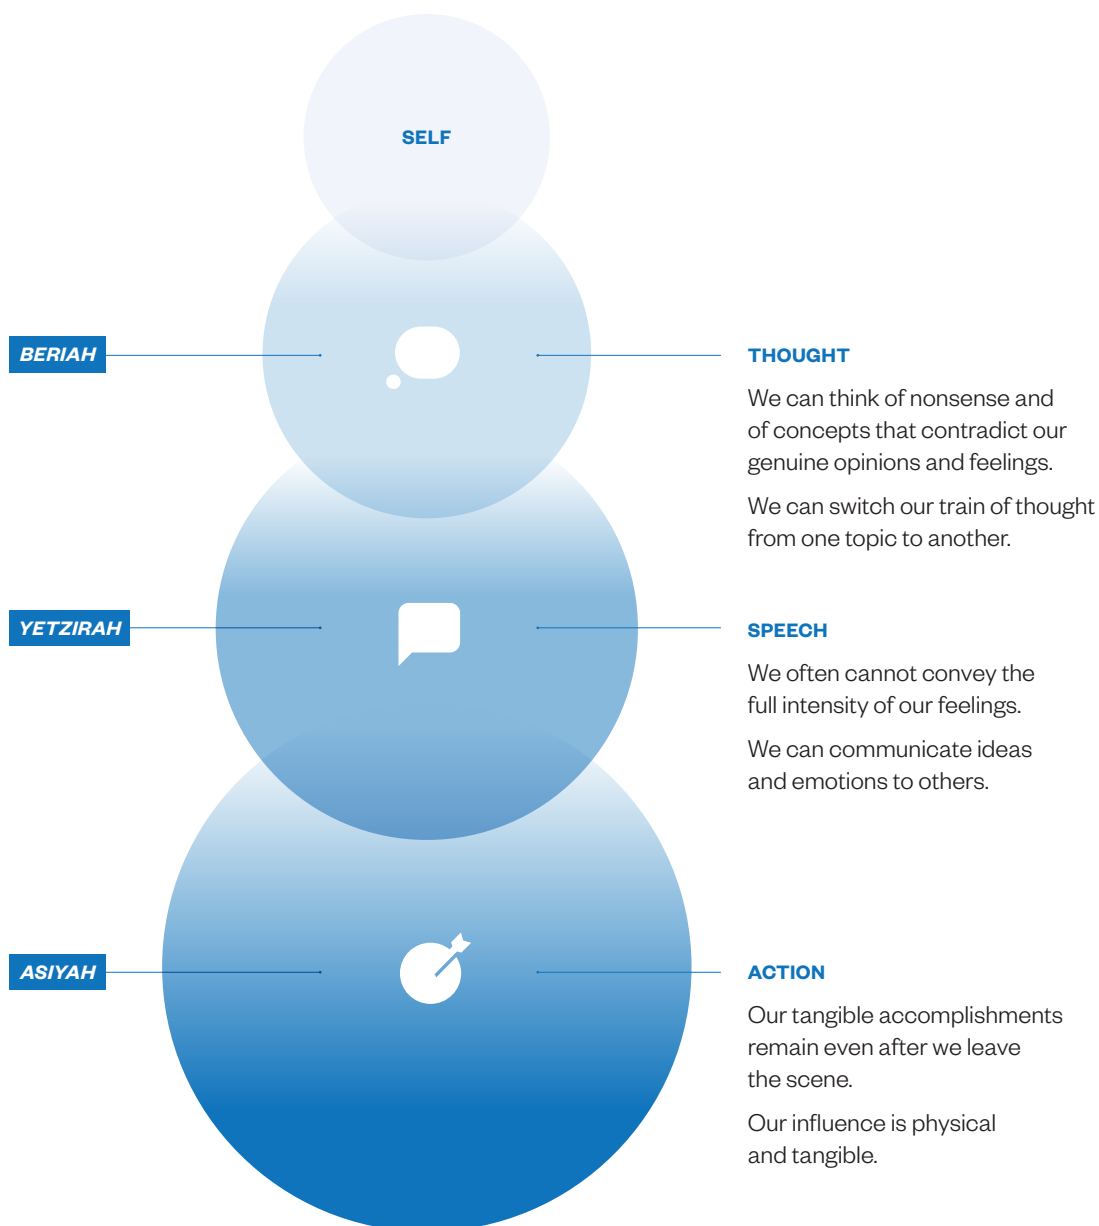 SELF
BERIAH
THOUGHT
We can think of nonsense and
of concepts that contradict our
genuine opinions and feelings.
We can switch our train of thought
from one topic to another.
YETZIRAH
SPEECH
We often cannot convey the
full intensity of our feelings.
We can communicate ideas
and emotions to others.
ASIYAH
ACTION
Our tangible accomplishments
remain even after we leave
the scene.
Our influence is physical
and tangible.